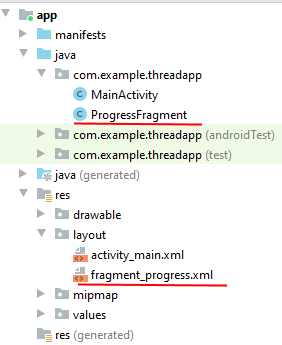 app
manifests
java
com.example.threadapp
MainActivity
ProgressFragment
com.example.threadapp (androidTest)
com.example.threadapp (test)
java (generated)
res
drawable
layout
activity_main.xml
fragment_progress.xml
mipmap
values
res (generated)